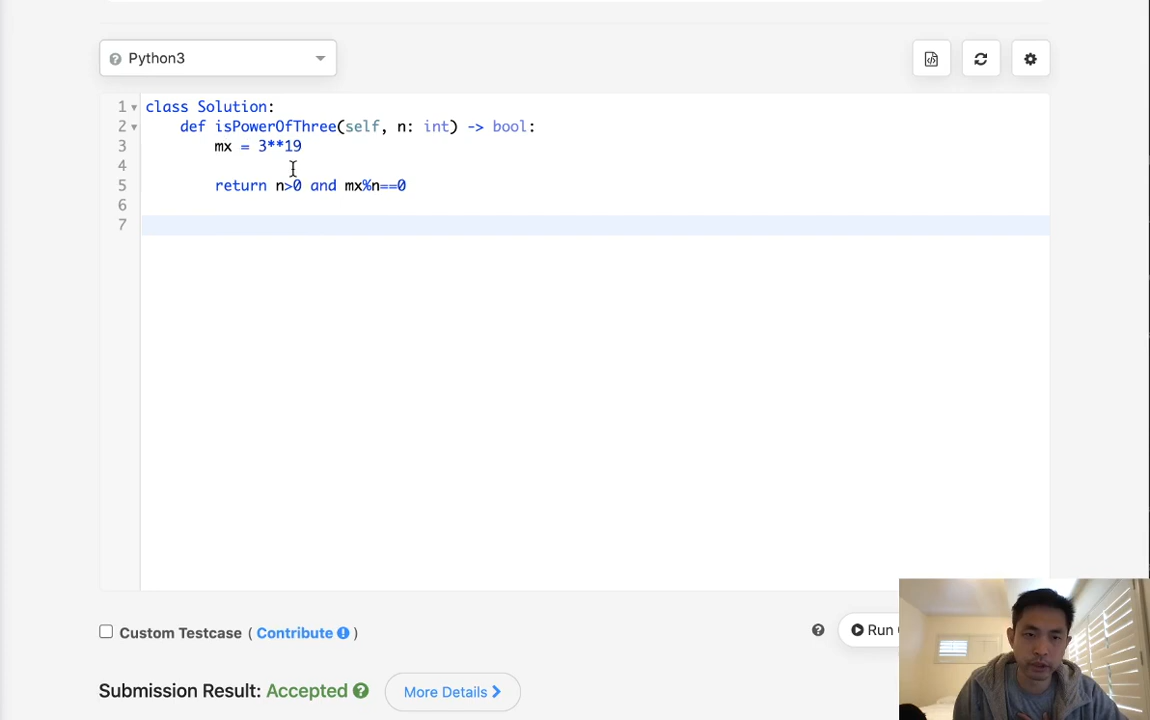 Python3
1 class Solution:
2 def isPowerOfThree(self, n: int) -> bool:
3 mx = 3**19
4
5 return n>0 and mx%n==0
6
7
Custom Testcase ( Contribute )
Run
Submission Result: Accepted
More Details